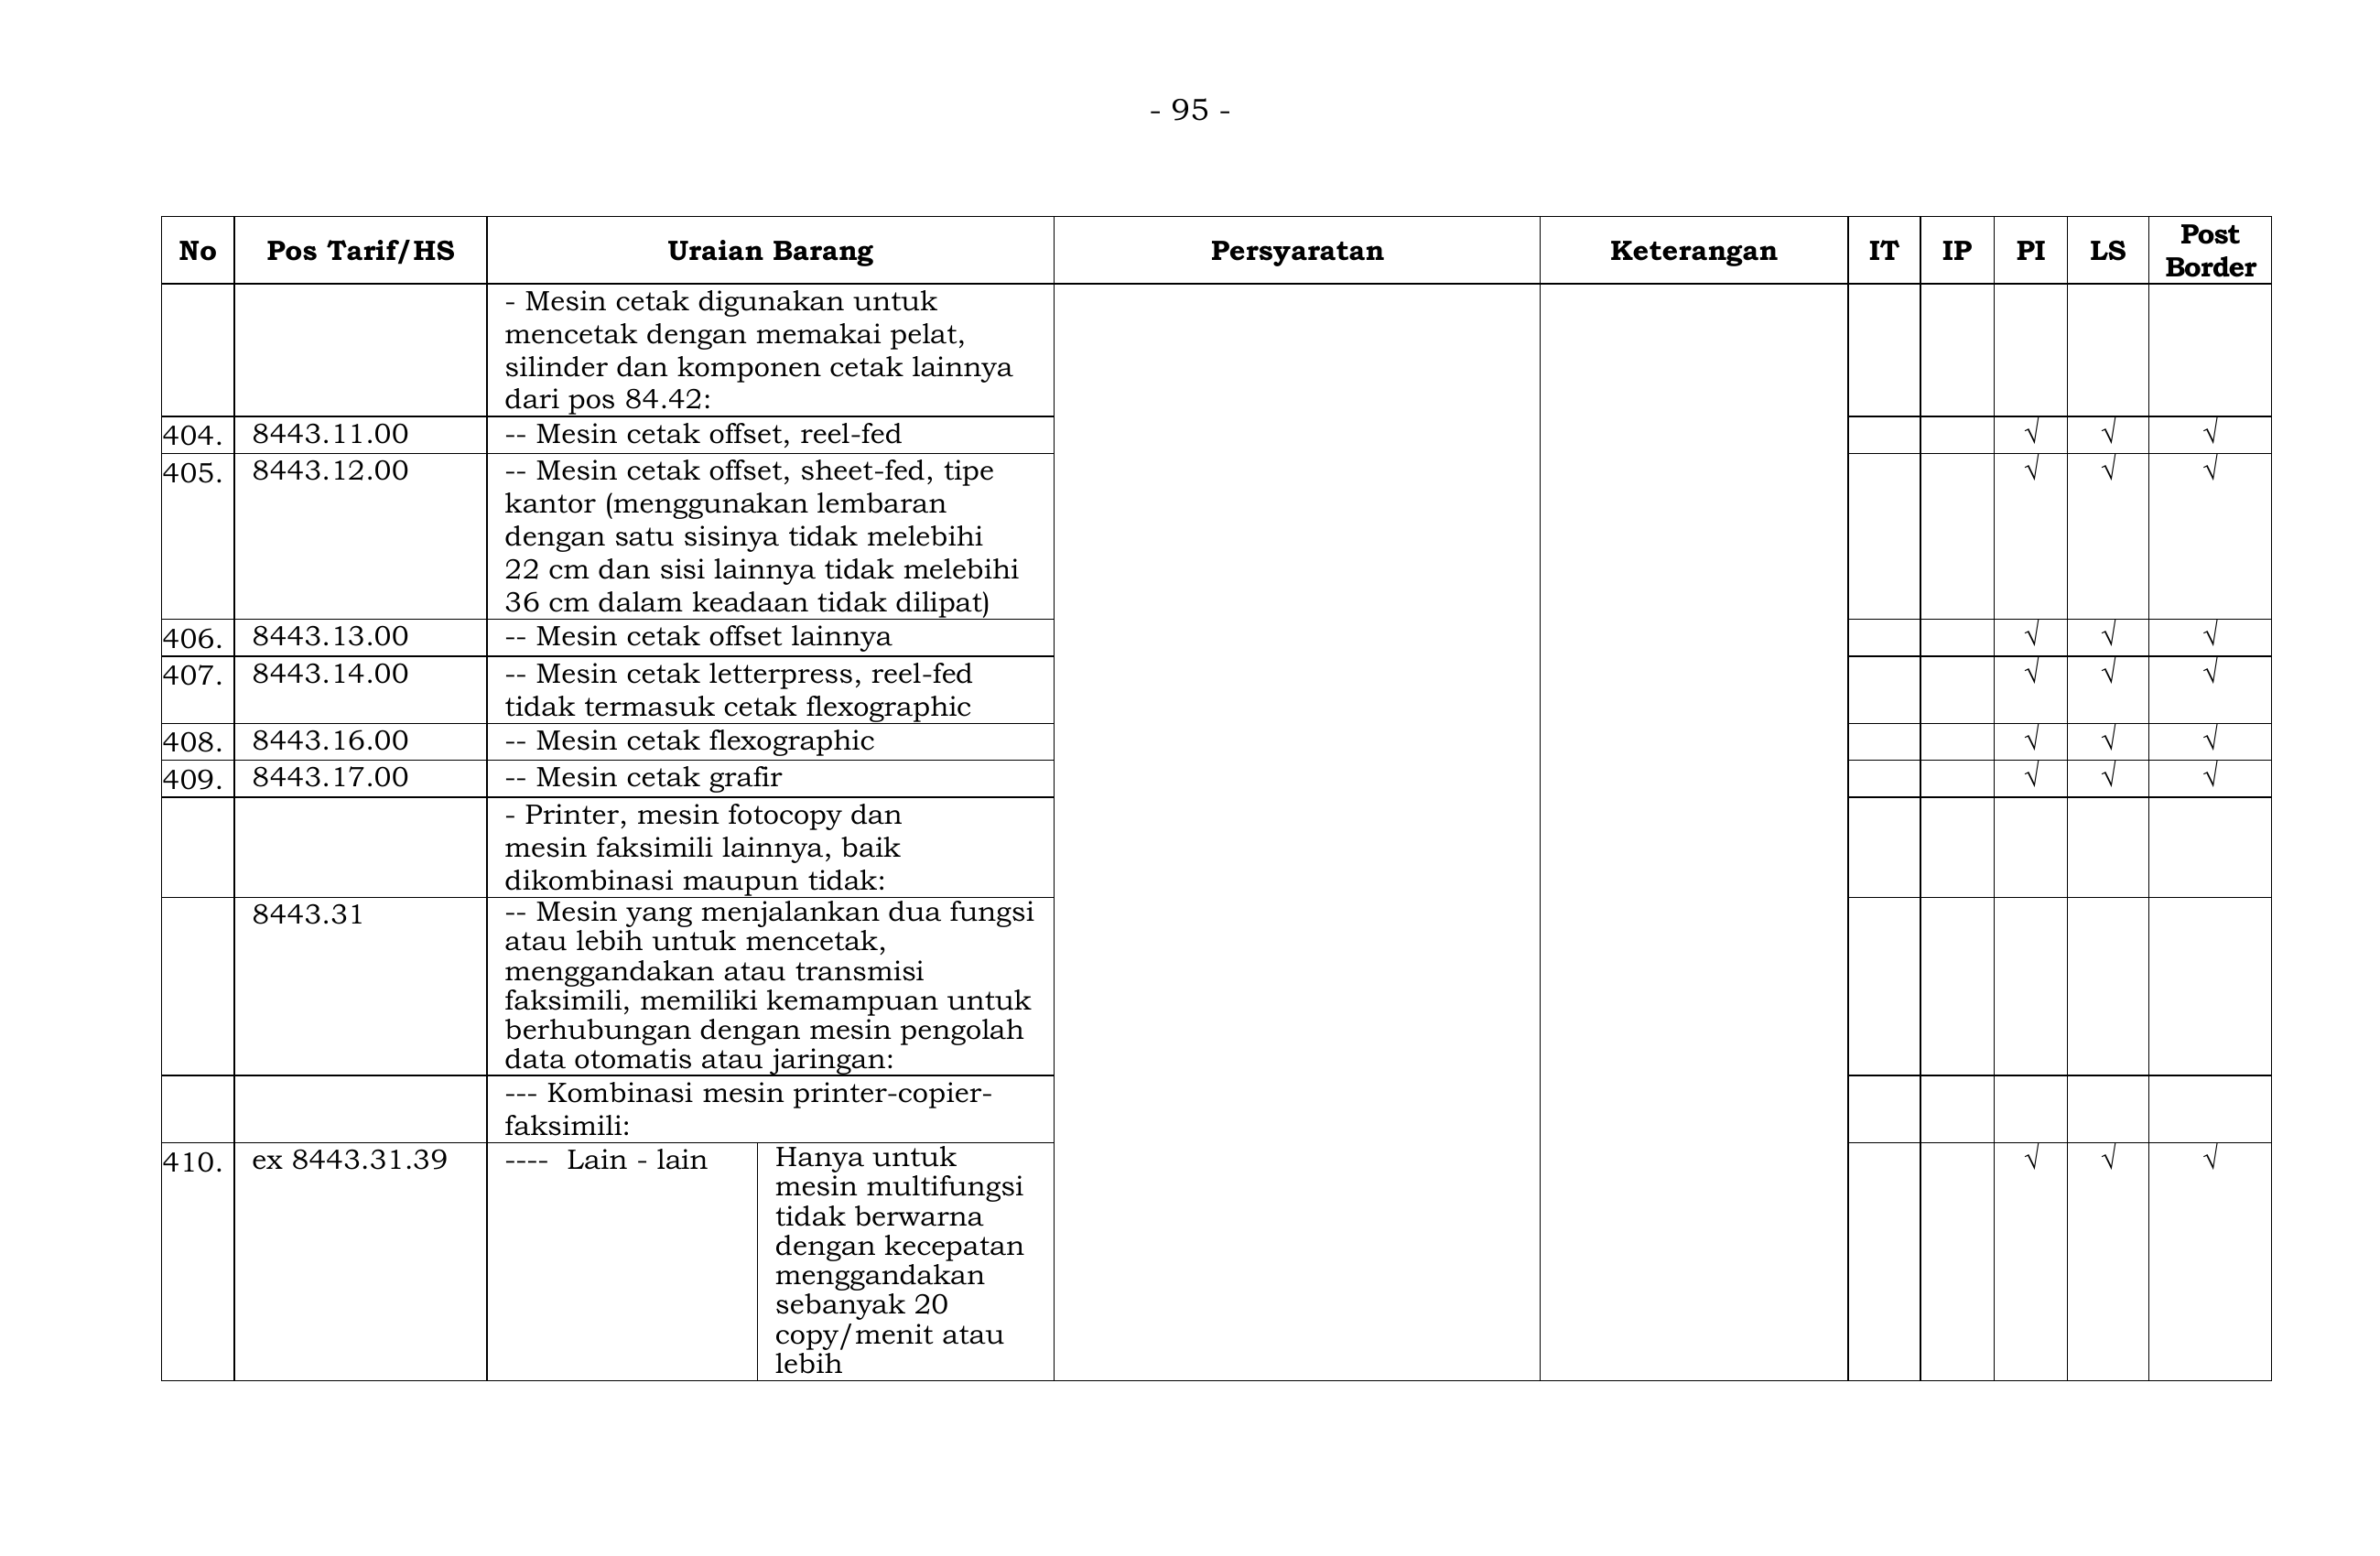 - 95 -
No Pos Tarif/HS Uraian Barang Persyaratan Keterangan IT IP PI LS Post Border
- Mesin cetak digunakan untuk
mencetak dengan memakai pelat,
silinder dan komponen cetak lainnya
dari pos 84.42:
404. 8443.11.00 -- Mesin cetak offset, reel-fed √ √ √
405. 8443.12.00 -- Mesin cetak offset, sheet-fed, tipe √ √ √
kantor (menggunakan lembaran
dengan satu sisinya tidak melebihi
22 cm dan sisi lainnya tidak melebihi
36 cm dalam keadaan tidak dilipat)
406. 8443.13.00 -- Mesin cetak offset lainnya √ √ √
407. 8443.14.00 -- Mesin cetak letterpress, reel-fed √ √ √
tidak termasuk cetak flexographic
408. 8443.16.00 -- Mesin cetak flexographic √ √ √
409. 8443.17.00 -- Mesin cetak grafir √ √ √
- Printer, mesin fotocopy dan
mesin faksimili lainnya, baik
dikombinasi maupun tidak:
8443.31 -- Mesin yang menjalankan dua fungsi
atau lebih untuk mencetak,
menggandakan atau transmisi
faksimili, memiliki kemampuan untuk
berhubungan dengan mesin pengolah
data otomatis atau jaringan:
--- Kombinasi mesin printer-copier-
faksimili:
410. ex 8443.31.39 ---- Lain - lain Hanya untuk √ √ √
mesin multifungsi
tidak berwarna
dengan kecepatan
menggandakan
sebanyak 20
copy/menit atau
lebih